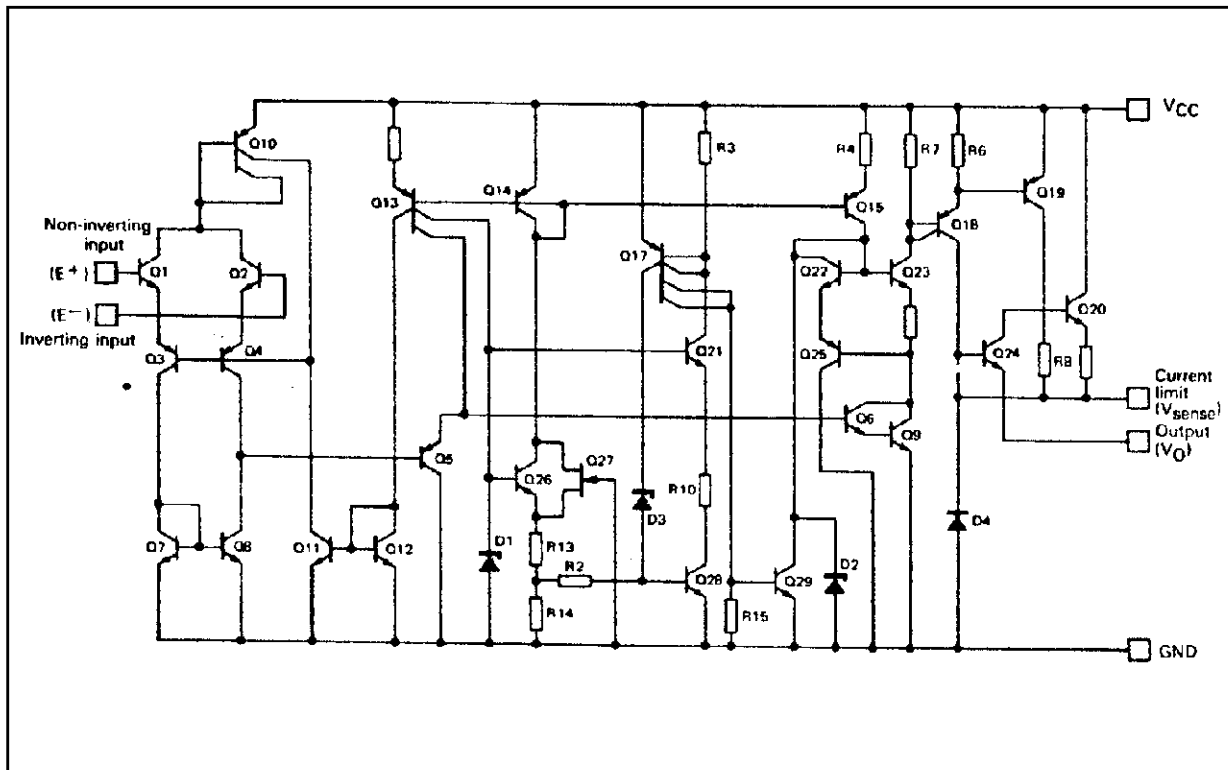 VCC
Q10
R3
R4
R7
R6
Q13
Q14
Q15
Q19
Q18
Non-inverting
input
(E+)
Q1
Q2
Q17
Q22
Q23
(E−)
Inverting input
Q20
Q3
Q4
Q21
Q25
Q24
R8
Current
limit
(Vsense)
Output
(VO)
Q6
Q9
Q5
Q26
Q27
R10
D3
D4
Q7
Q8
Q11
Q12
D1
R13
R2
Q28
Q29
D2
R14
R15
GND